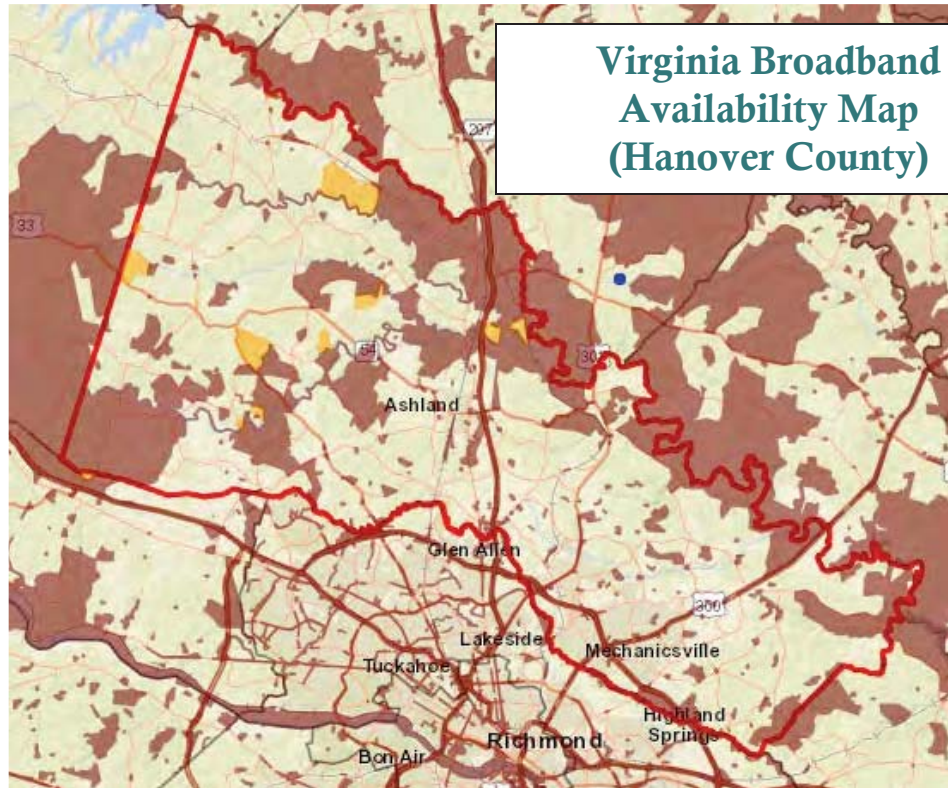 Virginia Broadband
Availability Map
(Hanover County)
207
33
54
30
Ashland
Glen Allen
360
Lakeside
Mechanicsville
Tuckahoe
Highland
Springs
Richmond
Bon Air